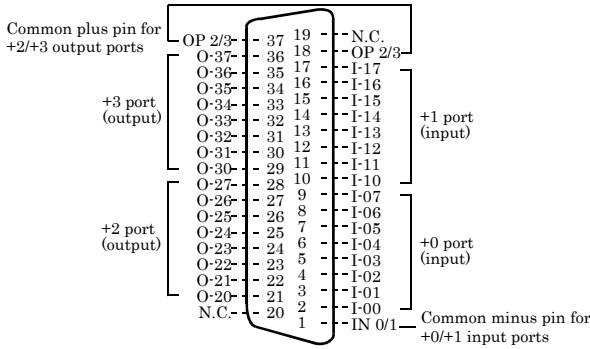 Common plus pin for
+2/+3 output ports
OP 2/3 37 19 N.C.
O-37 36 18 OP 2/3
O-36 35 17 I-17
O-35 34 16 I-16
O-34 33 15 I-15
O-33 32 14 I-14
O-32 31 13 I-13
O-31 30 12 I-12
O-30 29 11 I-11
O-27 28 10 I-10
O-26 27 9 I-07
O-25 26 8 I-06
O-24 25 7 I-05
O-23 24 6 I-04
O-22 23 5 I-03
O-21 22 4 I-02
O-20 21 3 I-01
N.C. 20 2 I-00
1 IN 0/1
+3 port
(output)
+2 port
(output)
+1 port
(input)
+0 port
(input)
Common minus pin for
+0/+1 input ports